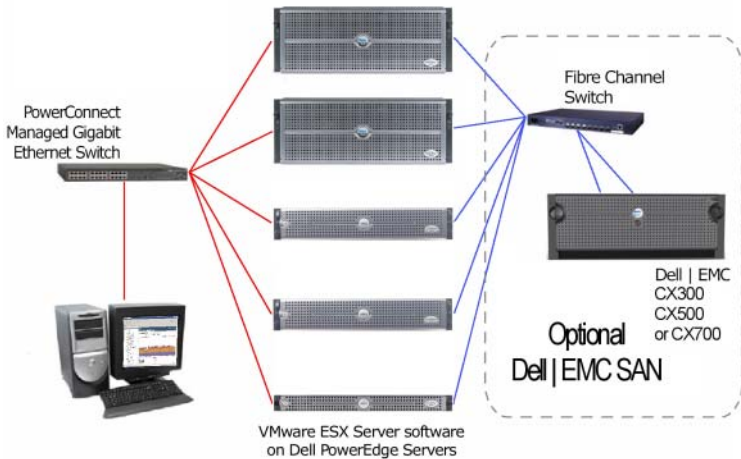 PowerConnect
Managed Gigabit
Ethernet Switch
Fibre Channel
Switch
Dell | EMC
CX300
CX500
or CX700
Optional
Dell | EMC SAN
VMware ESX Server software
on Dell PowerEdge Servers